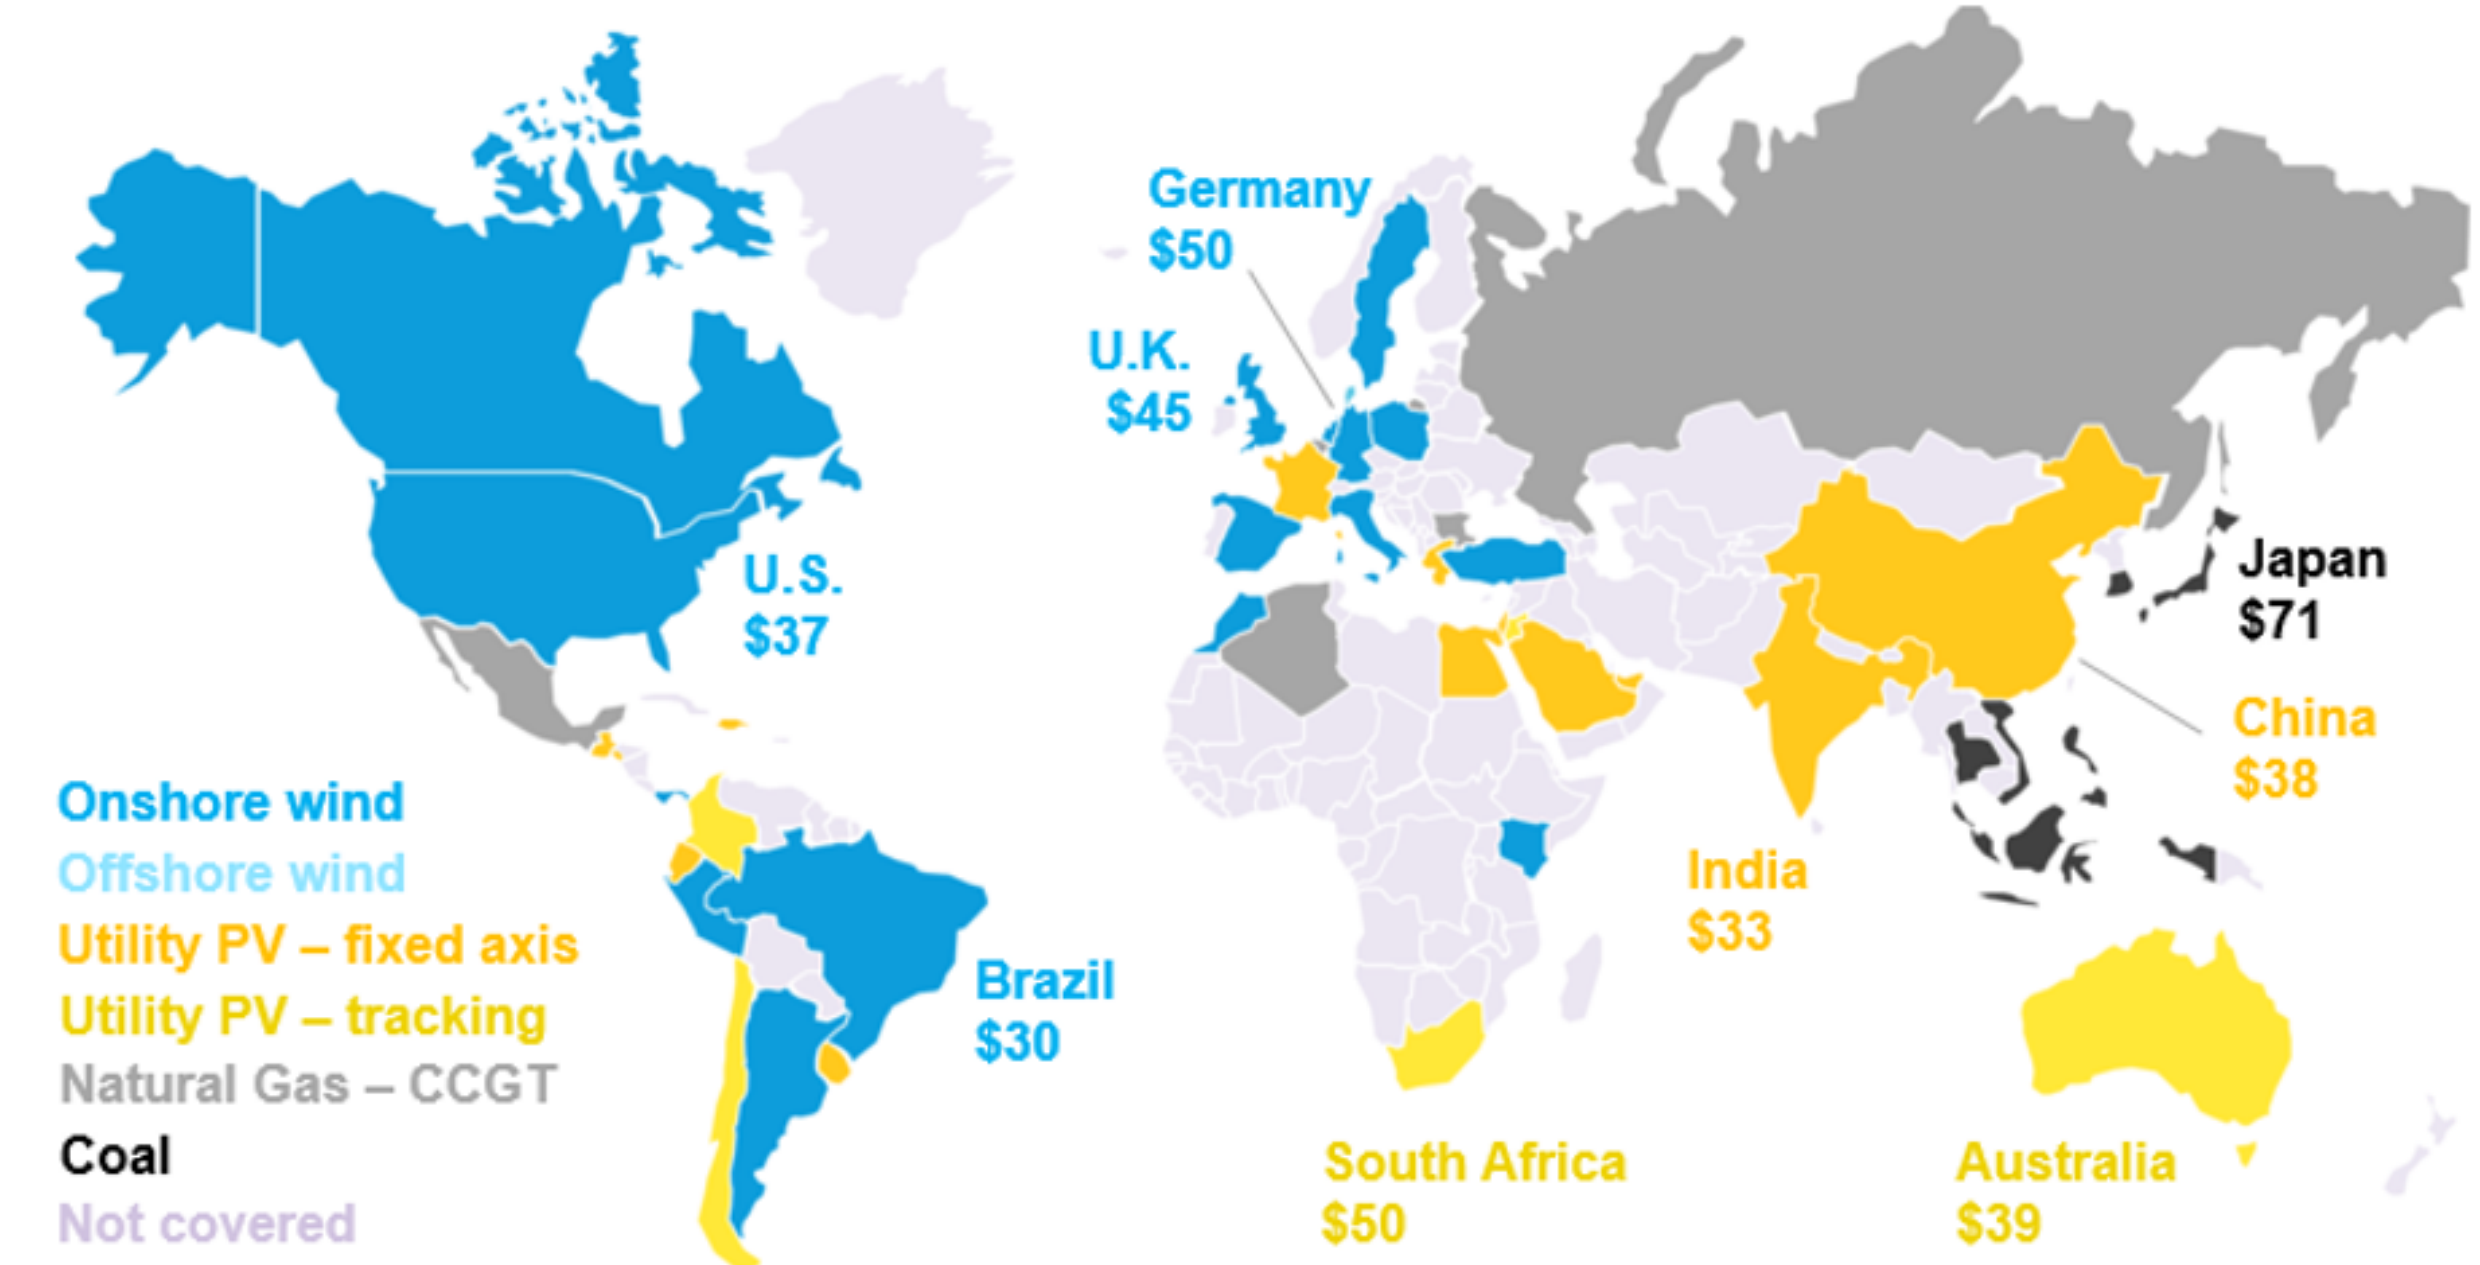 Germany
$50
U.K.
$45
U.S.
$37
Japan
$71
China
$38
India
$33
Brazil
$30
South Africa
$50
Australia
$39
Onshore wind
Offshore wind
Utility PV – fixed axis
Utility PV – tracking
Natural Gas – CCGT
Coal
Not covered